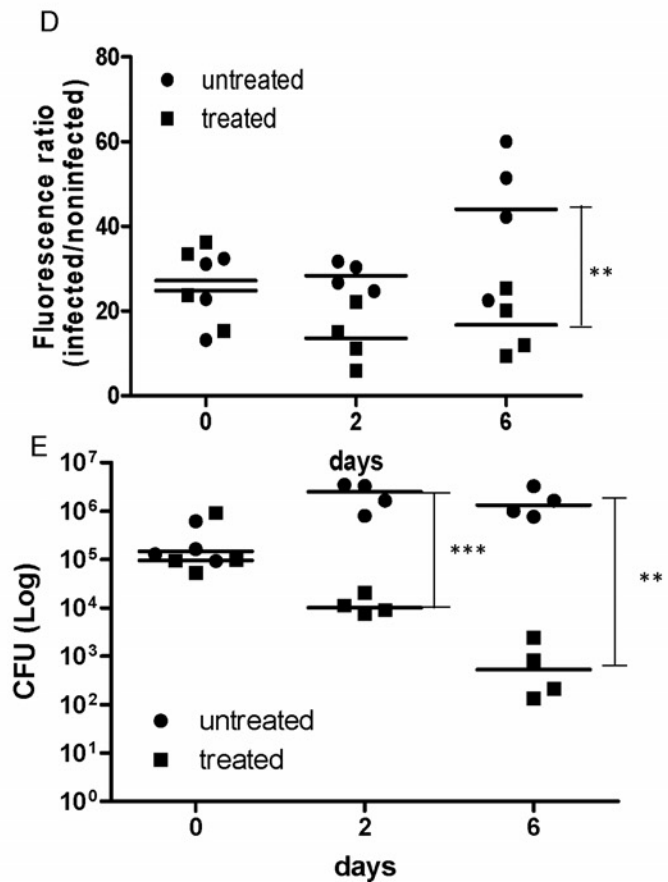 D
Fluorescence ratio
(infected/noninfected)
80
60
40
20
0
untreated
treated
**
0
2
6
days
E
CFU (Log)
10⁷
10⁶
10⁵
10⁴
10³
10²
10¹
10⁰
***
**
untreated
treated
0
2
6
days